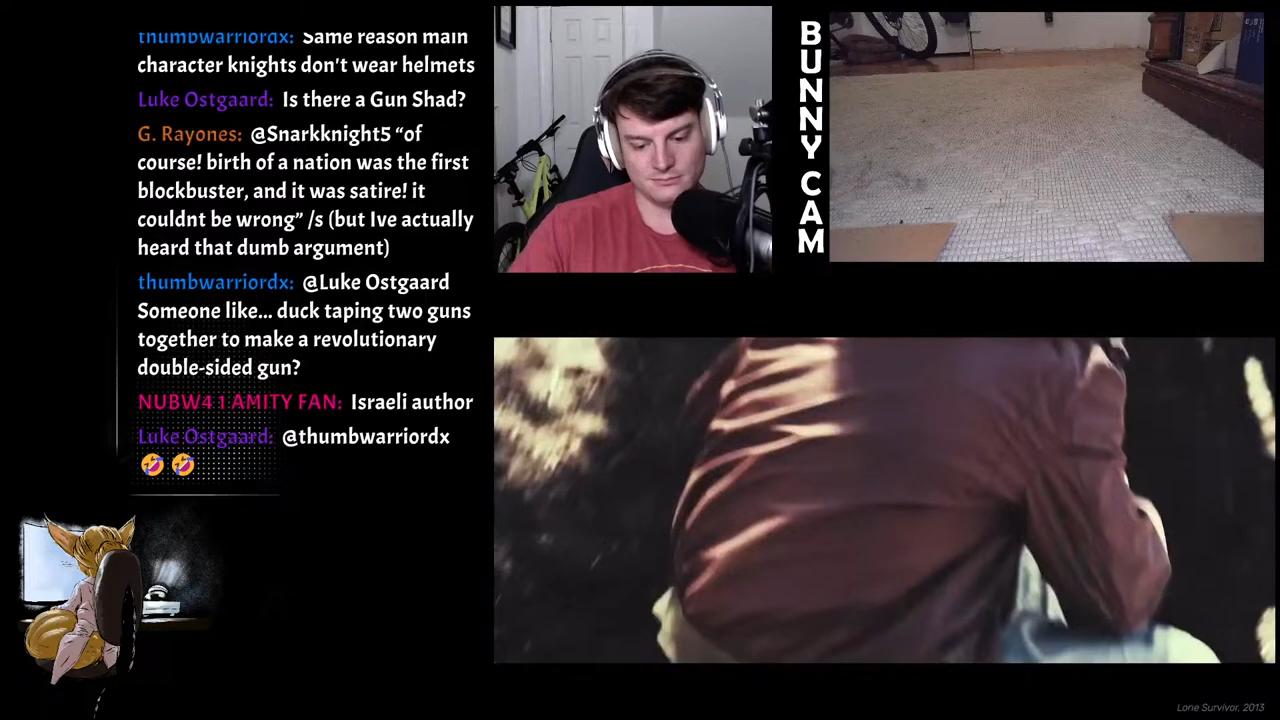 thumbwarriordx: Same reason main
character knights don't wear helmets
Luke Ostgaard: Is there a Gun Shad?
G. Rayones: @Snarkknight5 “of
course! birth of a nation was the first
blockbuster, and it was satire! it
couldnt be wrong” /s (but Ive actually
heard that dumb argument)
thumbwarriordx: @Luke Ostgaard
Someone like... duck taping two guns
together to make a revolutionary
double-sided gun?
NUBW4 1 AMITY FAN: Israeli author
Luke Ostgaard: @thumbwarriordx
🤣 🤣
BUNNY CAM
Lone Survivor, 2013